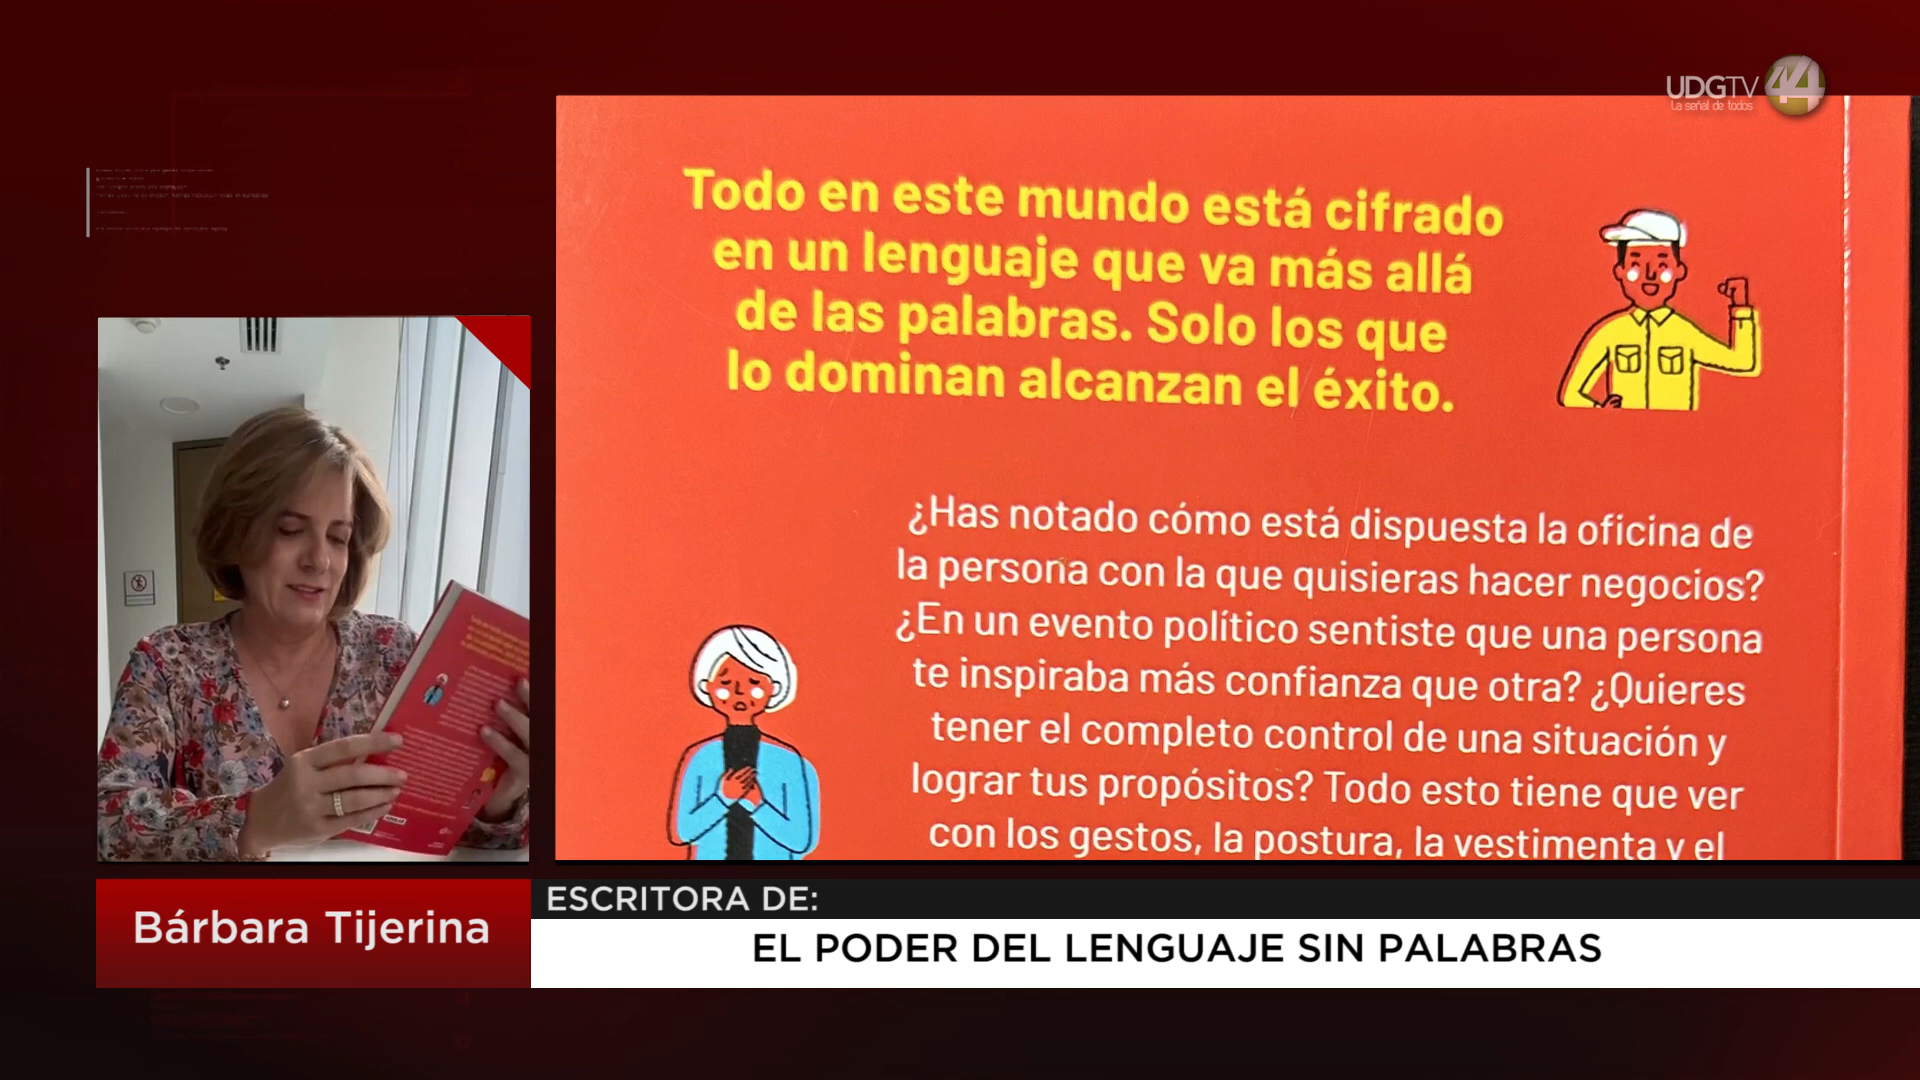 UDGTV 44
La señal de todos
Todo en este mundo está cifrado
en un lenguaje que va más allá
de las palabras. Solo los que
lo dominan alcanzan el éxito.
¿Has notado cómo está dispuesta la oficina de
la persona con la que quisieras hacer negocios?
¿En un evento político sentiste que una persona
te inspiraba más confianza que otra? ¿Quieres
tener el completo control de una situación y
lograr tus propósitos? Todo esto tiene que ver
con los gestos, la postura, la vestimenta y el
Bárbara Tijerina
ESCRITORA DE:
EL PODER DEL LENGUAJE SIN PALABRAS